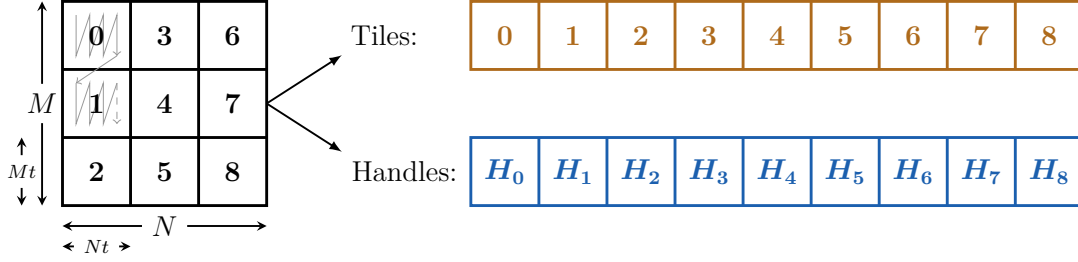 0 3 6
Tiles: 0 1 2 3 4 5 6 7 8
M 1 4 7
Mt 2 5 8
Handles: H₀ H₁ H₂ H₃ H₄ H₅ H₆ H₇ H₈
N
Nt